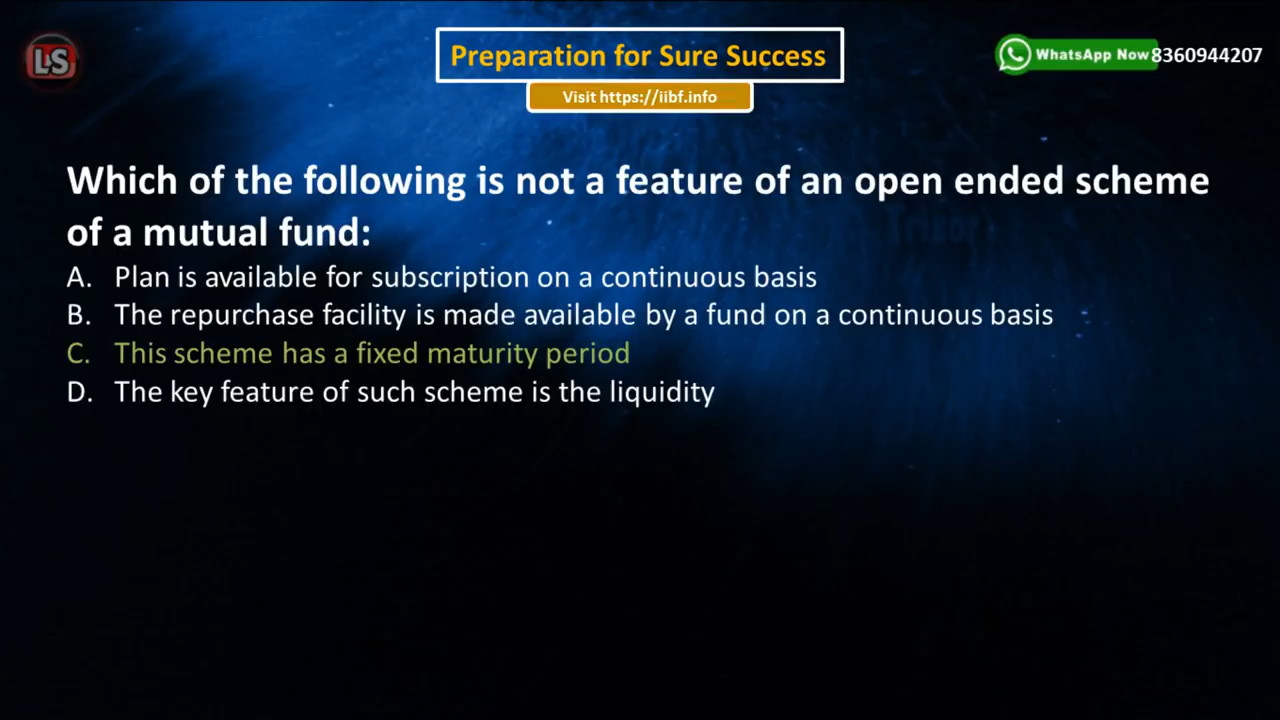 LS
Preparation for Sure Success
WhatsApp Now 8360944207
Visit https://iibf.info
Which of the following is not a feature of an open ended scheme
of a mutual fund:
A. Plan is available for subscription on a continuous basis
B. The repurchase facility is made available by a fund on a continuous basis
C. This scheme has a fixed maturity period
D. The key feature of such scheme is the liquidity